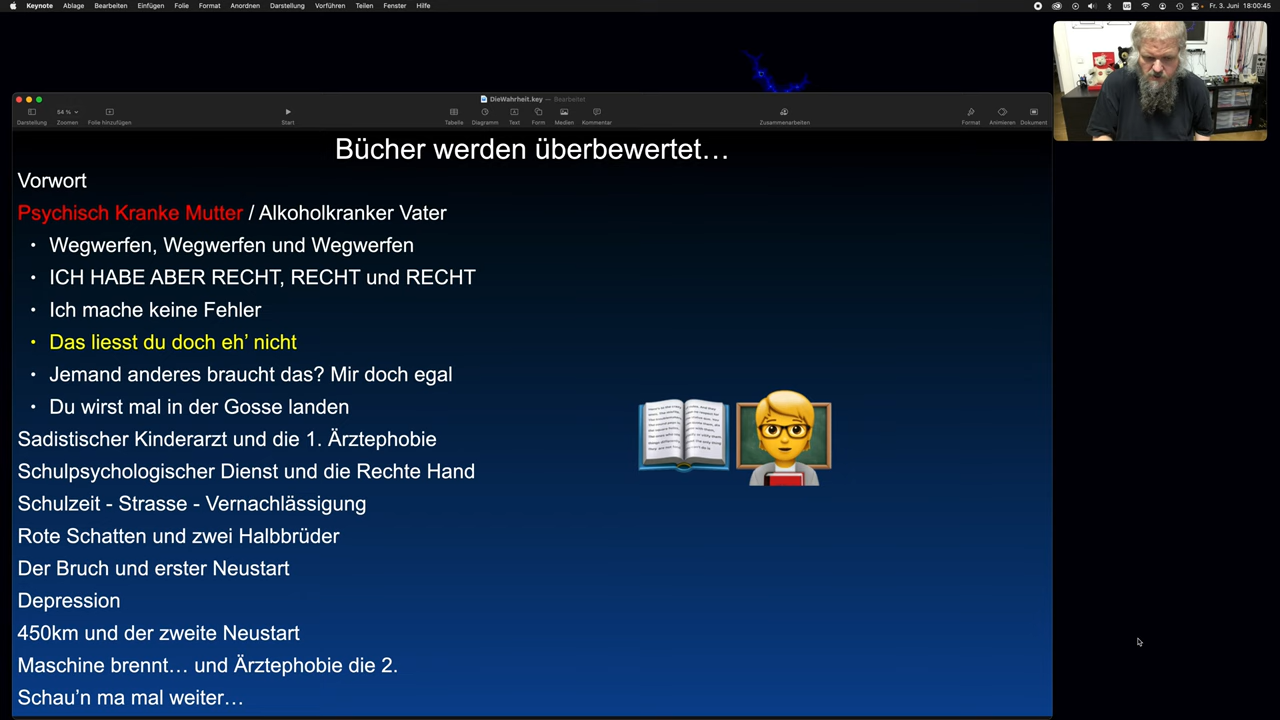 Keynote Ablage Bearbeiten Einfügen Folie Format Anordnen Darstellung Vorführen Teilen Fenster Hilfe
US Fr. 3. Juni 18:00:45
DieWahrheit.key — Bearbeitet
54 %
Darstellung Zoomen Folie hinzufügen Start Tabelle Diagramm Text Form Medien Kommentar Zusammenarbeiten Format Animieren Dokument
Bücher werden überbewertet…
Vorwort
Psychisch Kranke Mutter / Alkoholkranker Vater
• Wegwerfen, Wegwerfen und Wegwerfen
• ICH HABE ABER RECHT, RECHT und RECHT
• Ich mache keine Fehler
• Das liesst du doch eh’ nicht
• Jemand anderes braucht das? Mir doch egal
• Du wirst mal in der Gosse landen
Sadistischer Kinderarzt und die 1. Ärztephobie
Schulpsychologischer Dienst und die Rechte Hand
Schulzeit - Strasse - Vernachlässigung
Rote Schatten und zwei Halbbrüder
Der Bruch und erster Neustart
Depression
450km und der zweite Neustart
Maschine brennt… und Ärztephobie die 2.
Schau’n ma mal weiter…